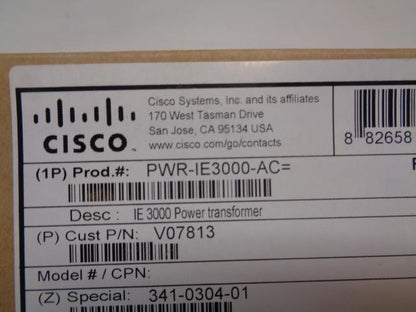 CISCO
Cisco Systems, Inc. and its affiliates
170 West Tasman Drive
San Jose, CA 95134 USA
www.cisco.com/go/contacts
8 82658
(1P) Prod.#: PWR-IE3000-AC=
Desc : IE 3000 Power transformer
(P) Cust P/N: V07813
Model # / CPN:
(Z) Special: 341-0304-01